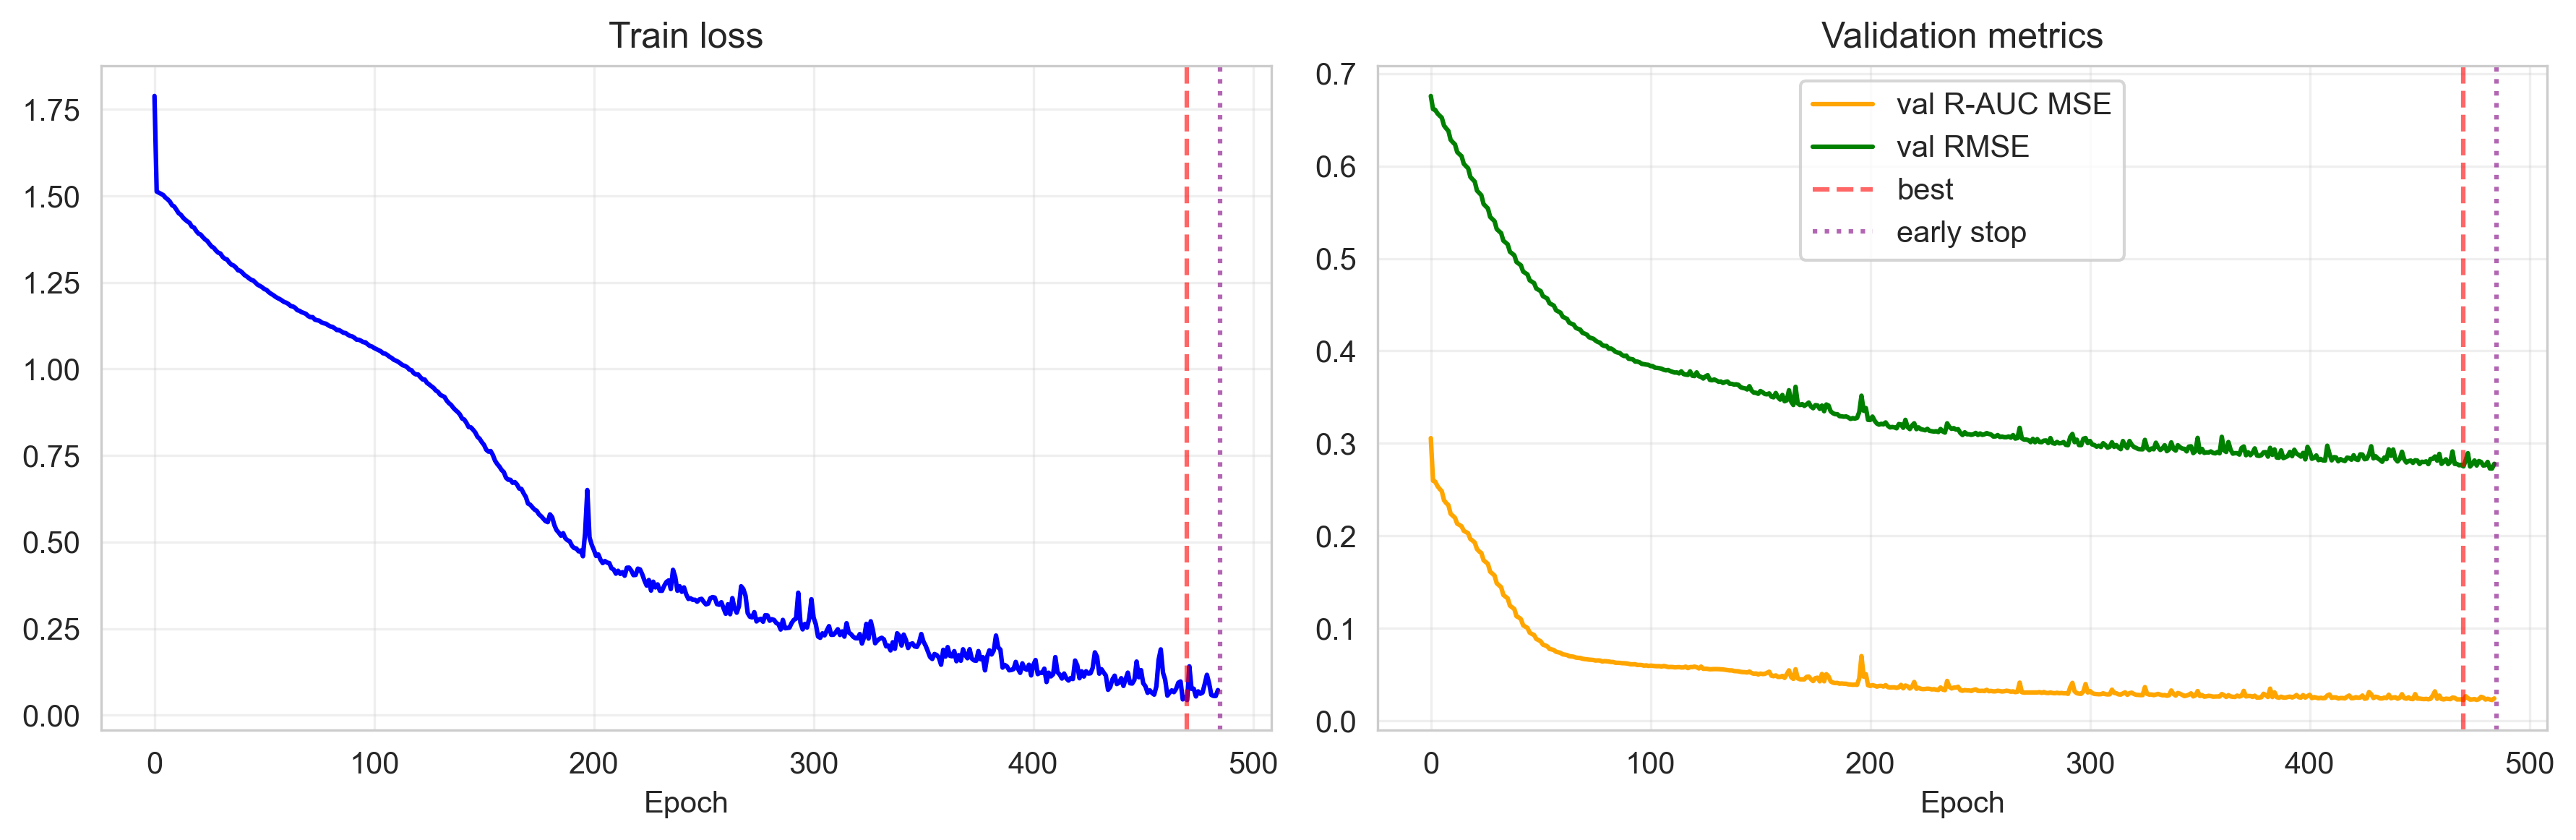 Train loss
1.75
1.50
1.25
1.00
0.75
0.50
0.25
0.00
0 100 200 300 400 500
Epoch
Validation metrics
0.7
0.6
0.5
0.4
0.3
0.2
0.1
0.0
val R-AUC MSE
val RMSE
best
early stop
0 100 200 300 400 500
Epoch